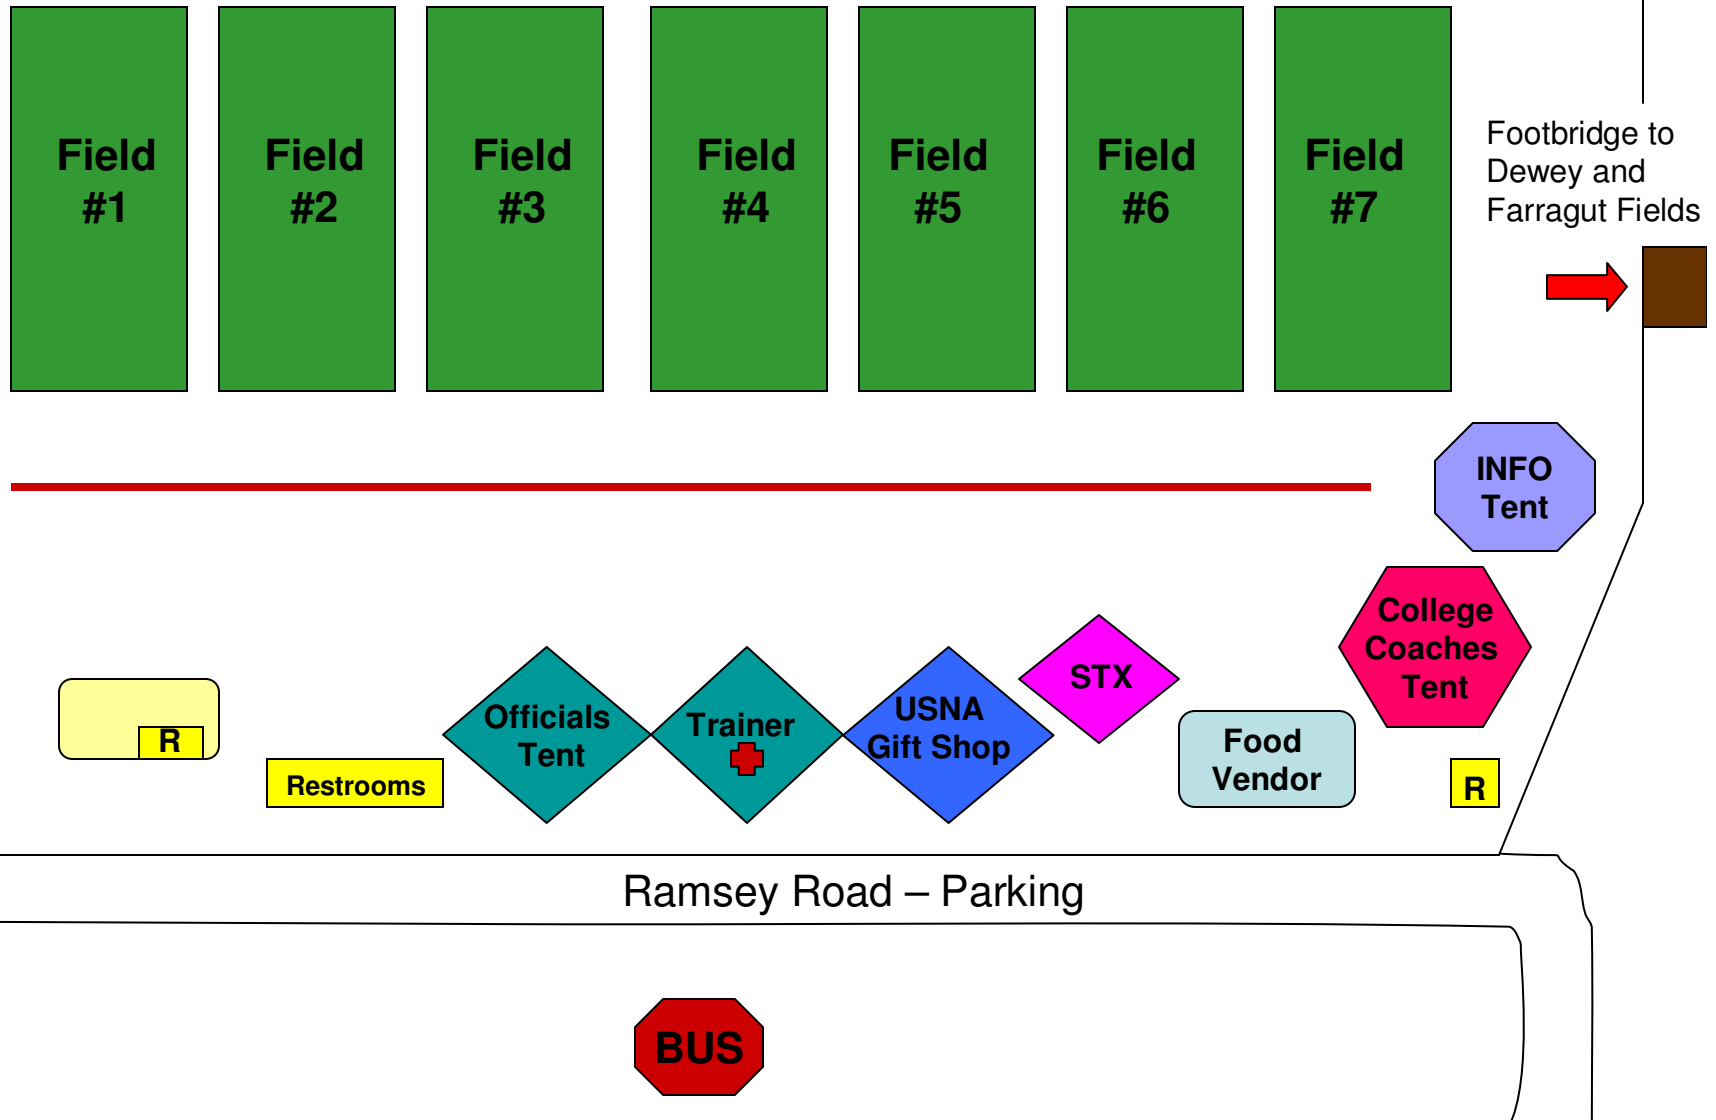 Field
#1
Field
#2
Field
#3
Field
#4
Field
#5
Field
#6
Field
#7
Footbridge to
Dewey and
Farragut Fields
INFO
Tent
College
Coaches
Tent
STX
USNA
Gift Shop
Trainer
Officials
Tent
Food
Vendor
R
Restrooms
R
Ramsey Road – Parking
BUS